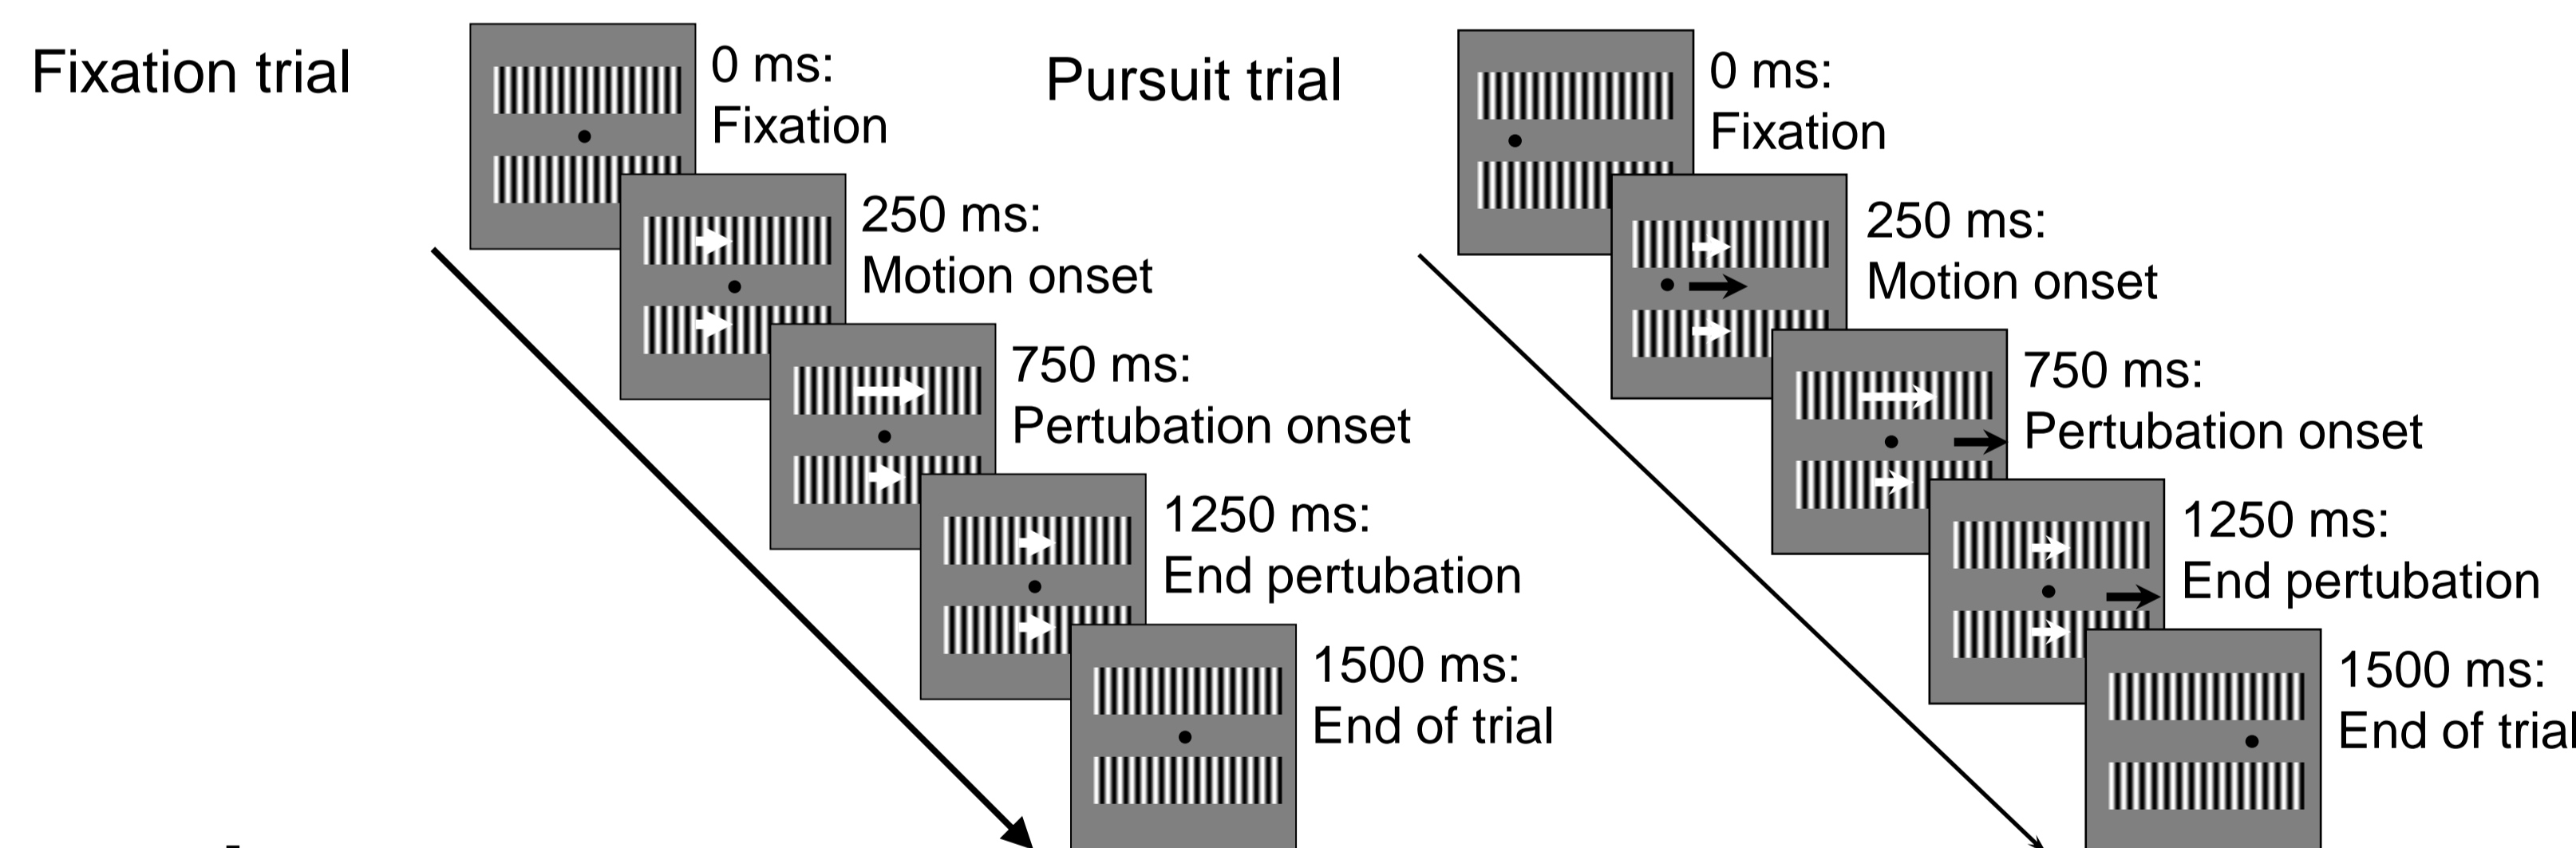 Fixation trial
0 ms:
Fixation
250 ms:
Motion onset
750 ms:
Pertubation onset
1250 ms:
End pertubation
1500 ms:
End of trial
Pursuit trial
0 ms:
Fixation
250 ms:
Motion onset
750 ms:
Pertubation onset
1250 ms:
End pertubation
1500 ms:
End of trial